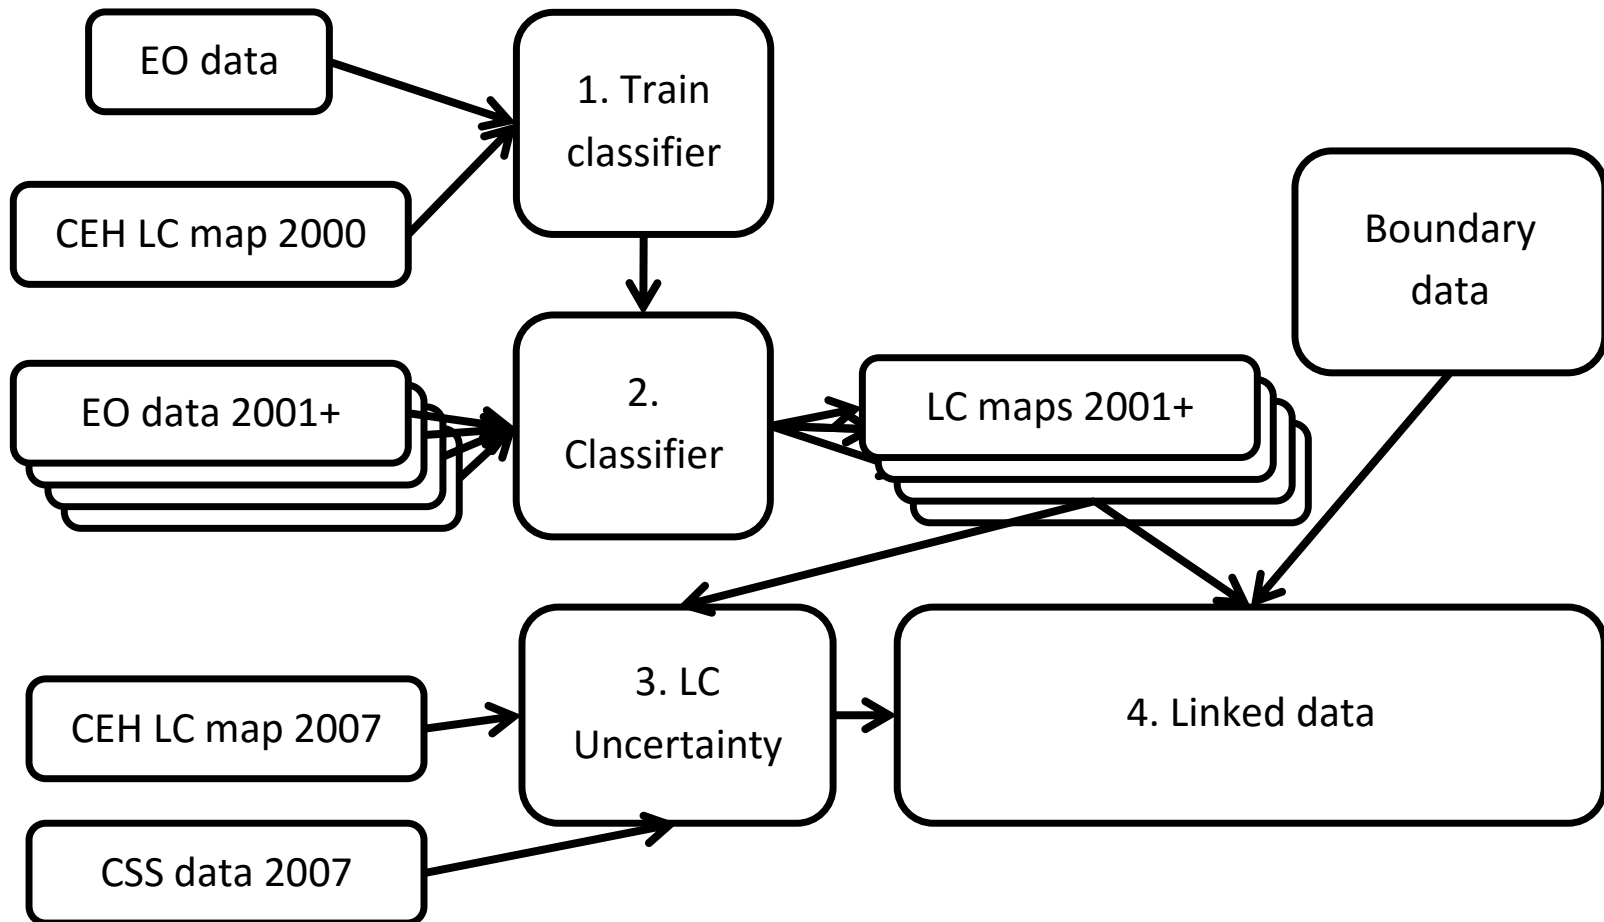 EO data
1. Train
classifier
CEH LC map 2000
Boundary
data
EO data 2001+
2.
Classifier
LC maps 2001+
3. LC
Uncertainty
CEH LC map 2007
4. Linked data
CSS data 2007